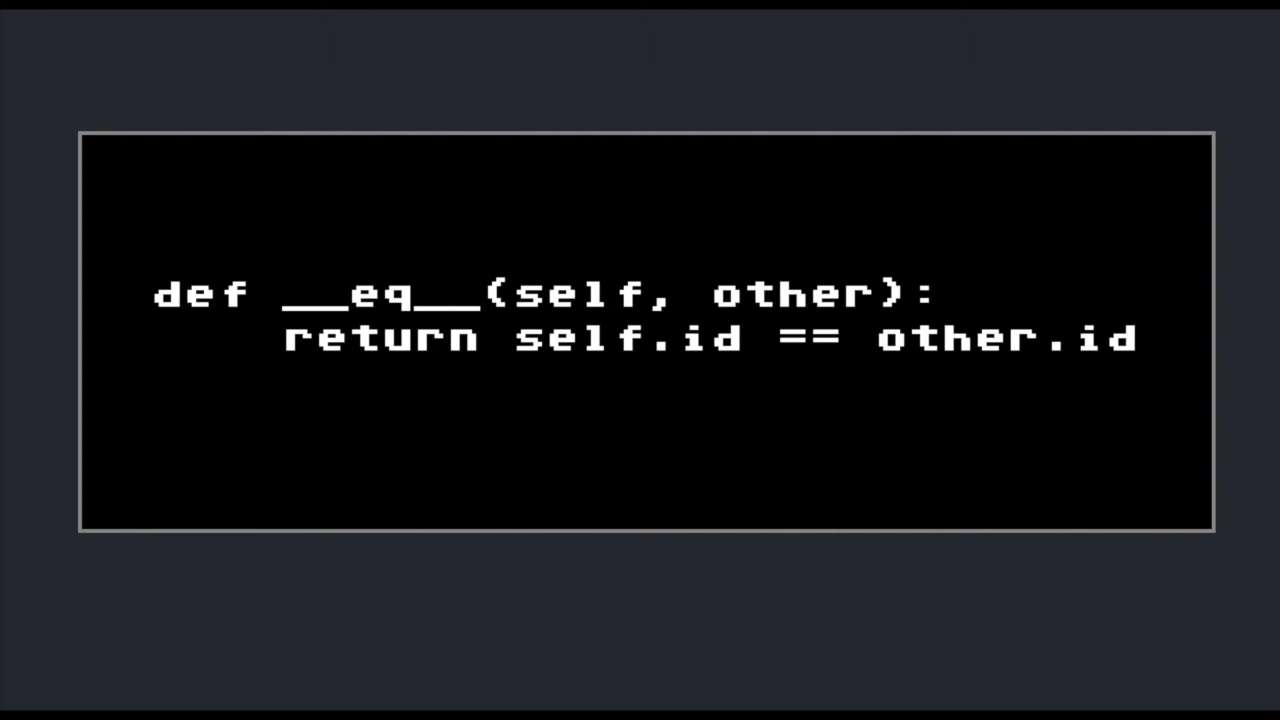 def __eq__(self, other):
    return self.id == other.id